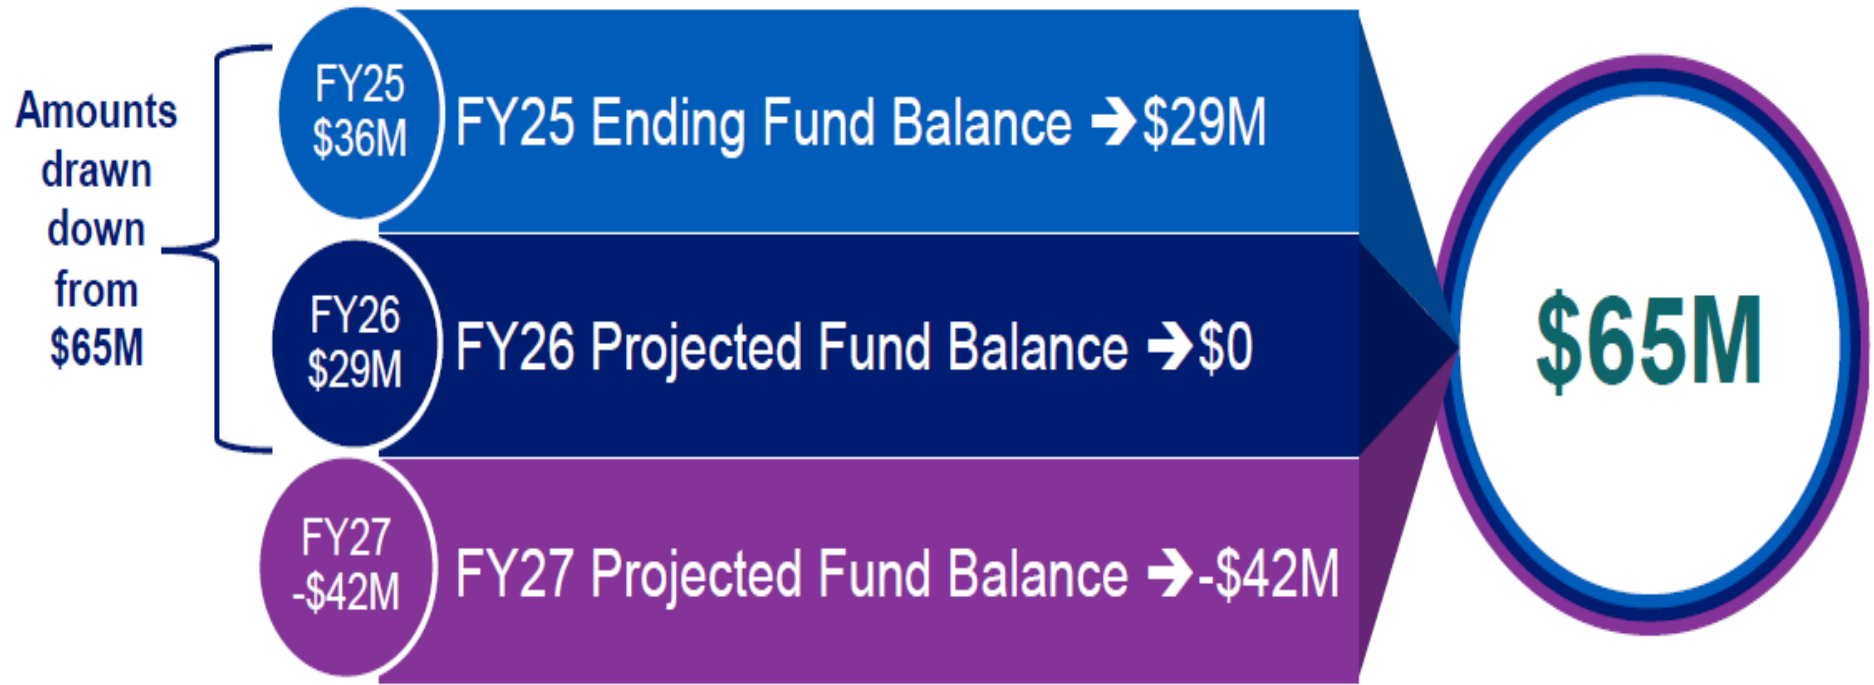 Amounts
drawn
down
from
$65M
FY25
$36M
FY25 Ending Fund Balance ➔$29M
FY26
$29M
FY26 Projected Fund Balance ➔$0
FY27
-$42M
FY27 Projected Fund Balance ➔-$42M
$65M